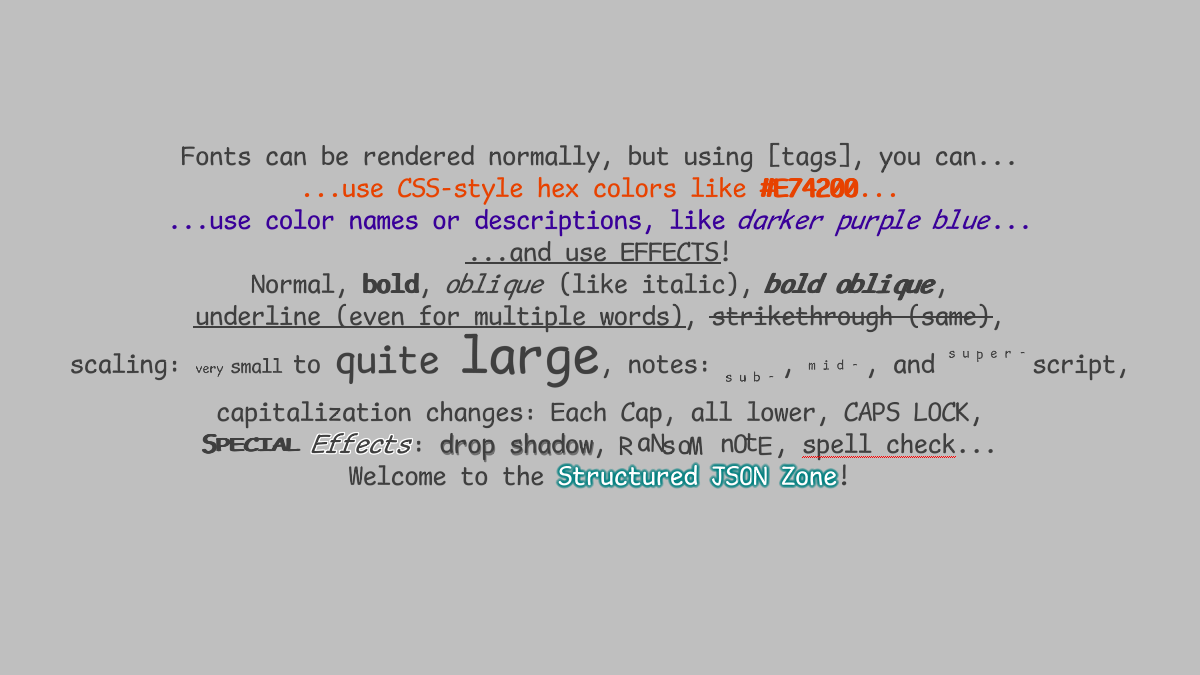 Fonts can be rendered normally, but using [tags], you can...
...use CSS-style hex colors like #E74200...
...use color names or descriptions, like darker purple blue...
...and use EFFECTS!
Normal, bold, oblique (like italic), bold oblique,
underline (even for multiple words), strikethrough (same),
scaling: very small to quite large, notes: sub-, mid-, and super-script,
capitalization changes: Each Cap, all lower, CAPS LOCK,
SPECIAL Effects: drop shadow, RaNsoM nOtE, spell check...
Welcome to the Structured JSON Zone!